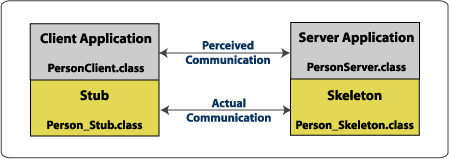 Client Application
PersonClient.class
Stub
Person_Stub.class
Perceived
Communication
Actual
Communication
Server Application
PersonServer.class
Skeleton
Person_Skeleton.class